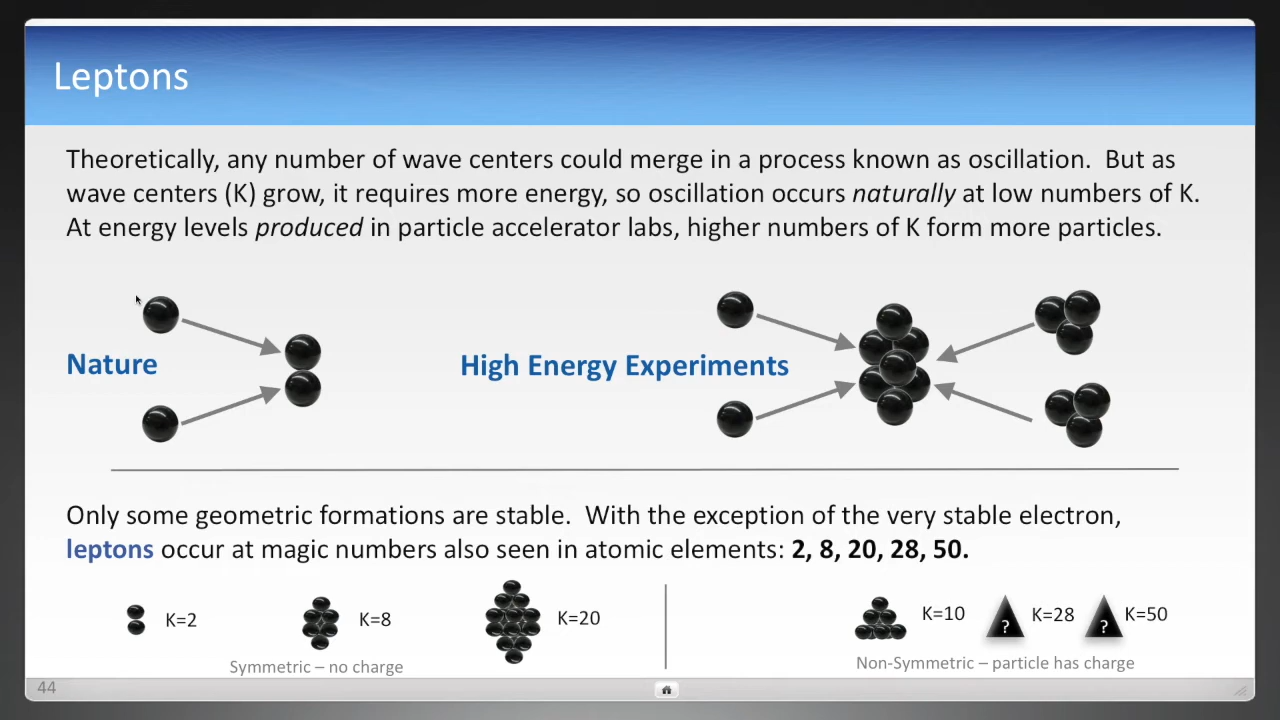 Leptons
Theoretically, any number of wave centers could merge in a process known as oscillation.  But as
wave centers (K) grow, it requires more energy, so oscillation occurs naturally at low numbers of K.
At energy levels produced in particle accelerator labs, higher numbers of K form more particles.
Nature
High Energy Experiments
Only some geometric formations are stable.  With the exception of the very stable electron,
leptons occur at magic numbers also seen in atomic elements: 2, 8, 20, 28, 50.
K=2
K=8
K=20
Symmetric – no charge
K=10
?
K=28
?
K=50
Non-Symmetric – particle has charge
44